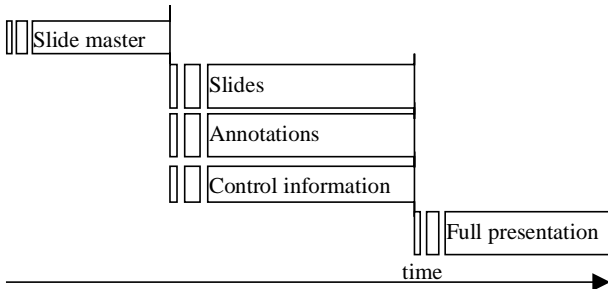 Slide master
Slides
Annotations
Control information
Full presentation
time